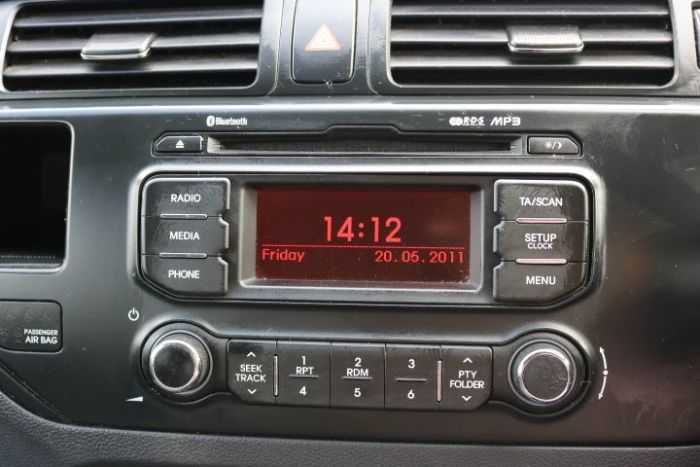 Bluetooth
R·D·S MP3
RADIO
MEDIA
PHONE
14:12
Friday 20.05.2011
TA/SCAN
SETUP
CLOCK
MENU
PASSENGER
AIR BAG
SEEK
TRACK
1
RPT
4
2
RDM
5
3
6
PTY
FOLDER